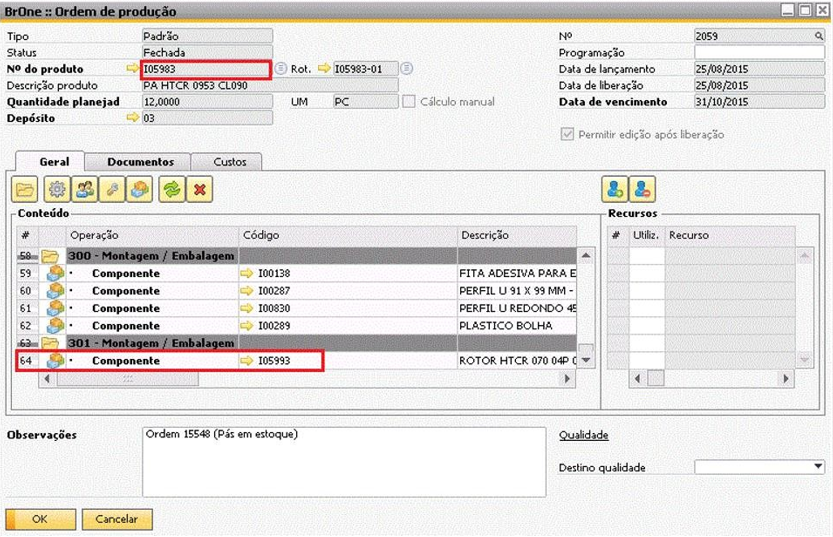 BrOne :: Ordem de produção
Tipo Padrão Nº 2059
Status Fechada Programação
Nº do produto I05983 Rot. I05983-01 Data de lançamento 25/08/2015
Descrição produto PA HTCR 0953 CL090 Data de liberação 25/08/2015
Quantidade planejad 12,0000 UM PC Cálculo manual Data de vencimento 31/10/2015
Depósito 03
Permitir edição após liberação
Geral Documentos Custos
Conteúdo Recursos
# Operação Código Descrição # Utiliz. Recurso
58 300 - Montagem / Embalagem
59 Componente I00138 FITA ADESIVA PARA E
60 Componente I00287 PERFIL U 91 X 99 MM -
61 Componente I00830 PERFIL U REDONDO 45
62 Componente I00289 PLASTICO BOLHA
63 301 - Montagem / Embalagem
64 Componente I05993 ROTOR HTCR 070 04P
Observações Ordem 15548 (Pás em estoque) Qualidade
Destino qualidade
OK Cancelar